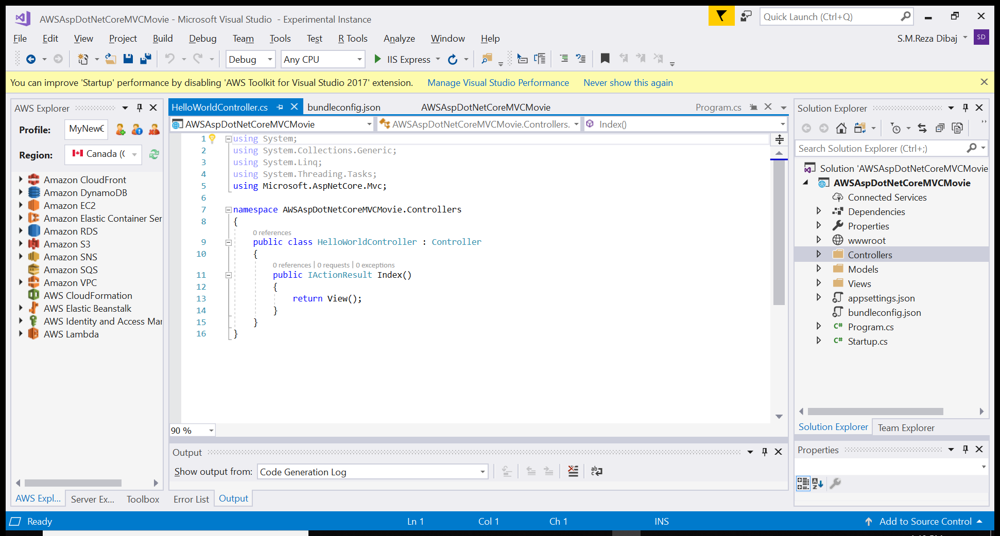 AWSAspDotNetCoreMVCMovie - Microsoft Visual Studio - Experimental Instance
Quick Launch (Ctrl+Q)
File Edit View Project Build Debug Team Tools Test R Tools Analyze Window Help
S.M.Reza Dibaj SD
Debug Any CPU IIS Express
You can improve 'Startup' performance by disabling 'AWS Toolkit for Visual Studio 2017' extension. Manage Visual Studio Performance Never show this again
AWS Explorer
Profile: MyNewC
Region: Canada (C
Amazon CloudFront
Amazon DynamoDB
Amazon EC2
Amazon Elastic Container Ser
Amazon RDS
Amazon S3
Amazon SNS
Amazon SQS
Amazon VPC
AWS CloudFormation
AWS Elastic Beanstalk
AWS Identity and Access Mar
AWS Lambda
AWS Expl... Server Ex... Toolbox
HelloWorldController.cs bundleconfig.json AWSAspDotNetCoreMVCMovie Program.cs
AWSAspDotNetCoreMVCMovie AWSAspDotNetCoreMVCMovie.Controllers. Index()
1 using System;
2 using System.Collections.Generic;
3 using System.Linq;
4 using System.Threading.Tasks;
5 using Microsoft.AspNetCore.Mvc;
6
7 namespace AWSAspDotNetCoreMVCMovie.Controllers
8 {
0 references
9 public class HelloWorldController : Controller
10 {
0 references | 0 requests | 0 exceptions
11 public IActionResult Index()
12 {
13 return View();
14 }
15 }
16 }
90 %
Output
Show output from: Code Generation Log
Error List Output
Solution Explorer
Search Solution Explorer (Ctrl+;)
Solution 'AWSAspDotNetCoreMVCMovie
AWSAspDotNetCoreMVCMovie
Connected Services
Dependencies
Properties
wwwroot
Controllers
Models
Views
appsettings.json
bundleconfig.json
C# Program.cs
C# Startup.cs
Solution Explorer Team Explorer
Properties
Ready Ln 1 Col 1 Ch 1 INS Add to Source Control